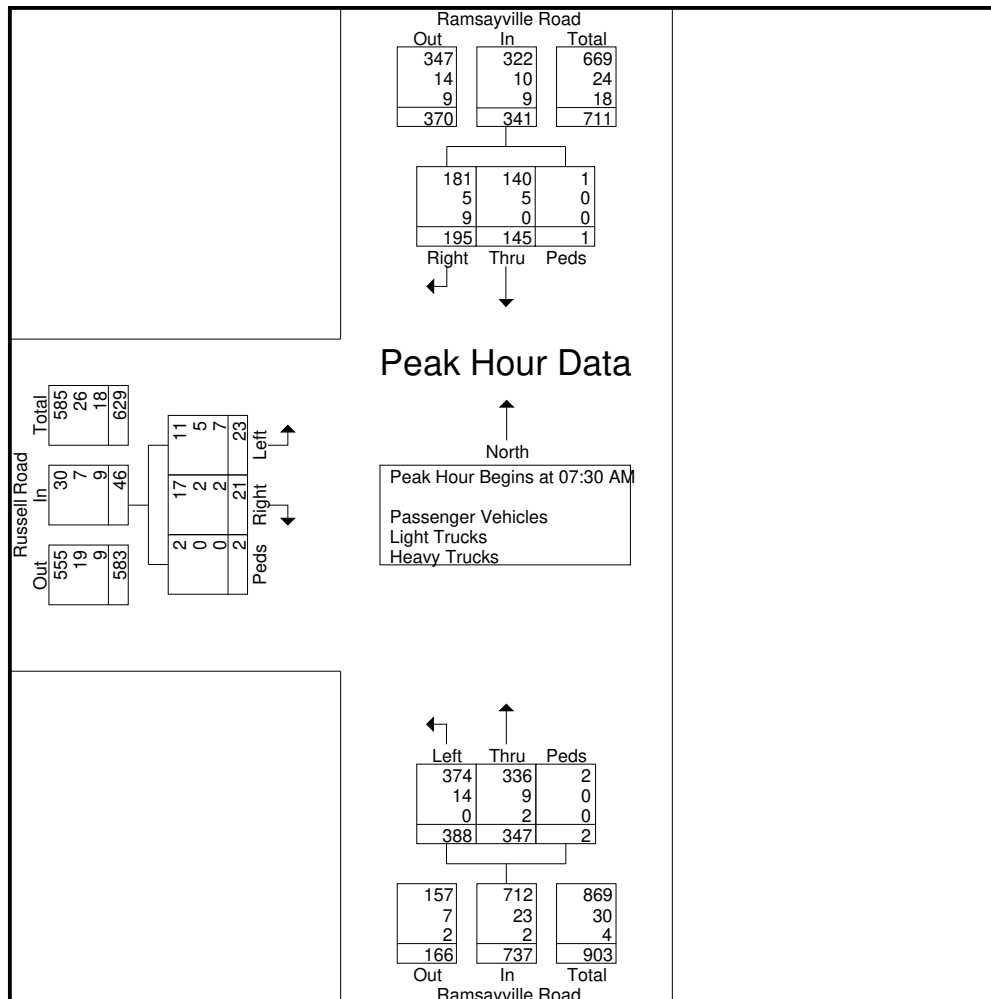 Ramsayville Road
Out In Total
347 322 669
14 10 24
9 9 18
370 341 711
181 140 1
5 5 0
9 0 0
195 145 1
Right Thru Peds
Peak Hour Data
North
Peak Hour Begins at 07:30 AM
Passenger Vehicles
Light Trucks
Heavy Trucks
Russell Road
Out In Total
555 30 585
19 7 26
9 9 18
583 46 629
2 17 11
0 2 5
0 2 7
2 21 23
Peds Right Left
Left Thru Peds
374 336 2
14 9 0
0 2 0
388 347 2
157 712 869
7 23 30
2 2 4
166 737 903
Out In Total
Ramsayville Road